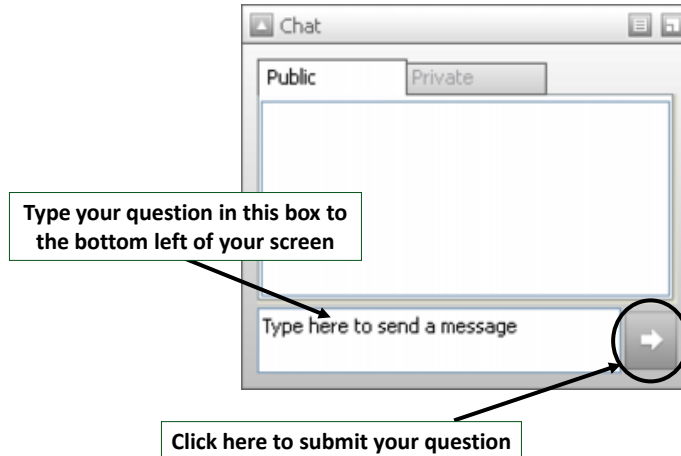 Chat
Public
Private
Type your question in this box to
the bottom left of your screen
Type here to send a message
Click here to submit your question